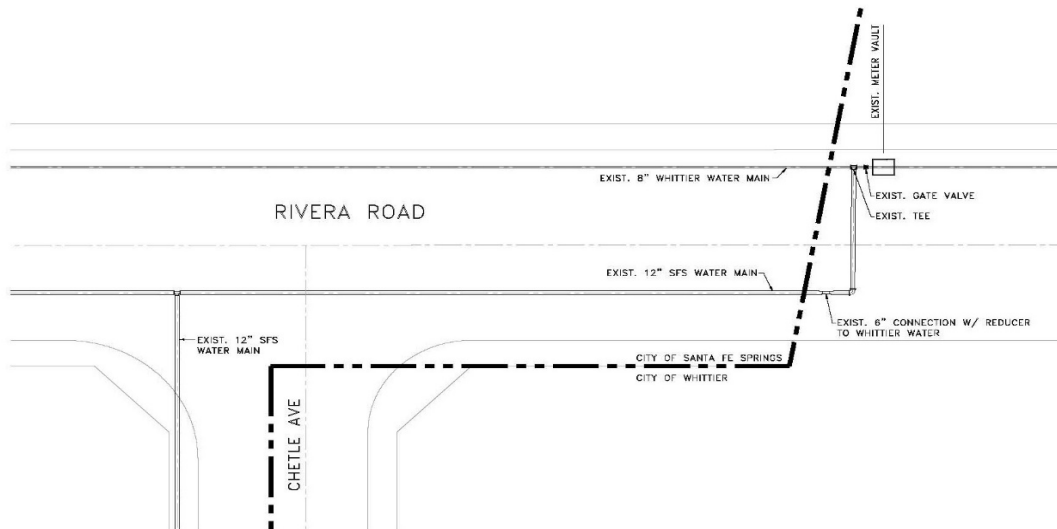 EXIST. METER VAULT
EXIST. 8" WHITTIER WATER MAIN
EXIST. GATE VALVE
EXIST. TEE
RIVERA ROAD
EXIST. 12" SFS WATER MAIN
EXIST. 6" CONNECTION W/ REDUCER
TO WHITTIER WATER
EXIST. 12" SFS
WATER MAIN
CITY OF SANTA FE SPRINGS
CITY OF WHITTIER
CHETLE AVE